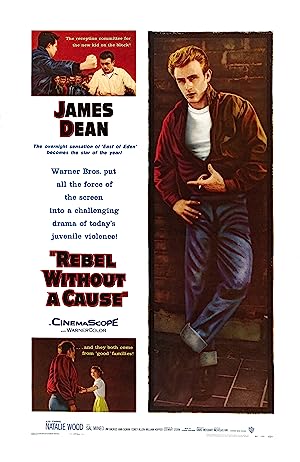 The reception committee for
the new kid on the block!
JAMES
DEAN
The overnight sensation of 'East of Eden'
becomes the star of the year!
Warner Bros. put
all the force of
the screen
into a challenging
drama of today's
juvenile violence!
"REBEL
WITHOUT
A CAUSE"
CINEMASCOPE
WARNERCOLOR
...and they both come
from 'good' families!
NATALIE WOOD
SAL MINEO